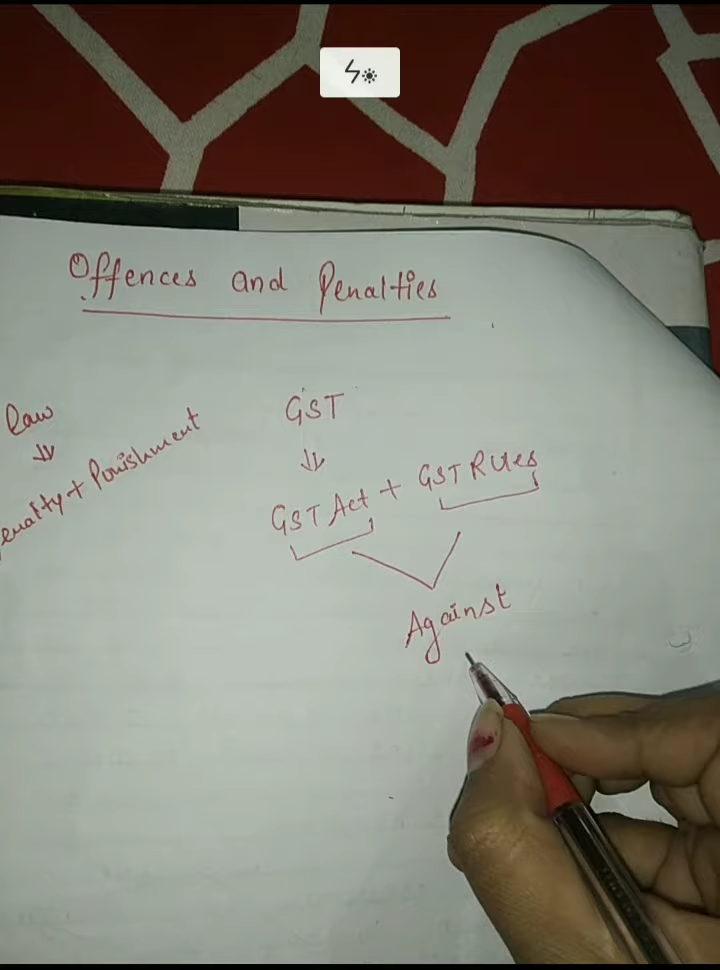 Offences and Penalties
law
Penalty + Punishment
GST
GST Act + GST Rules
Against